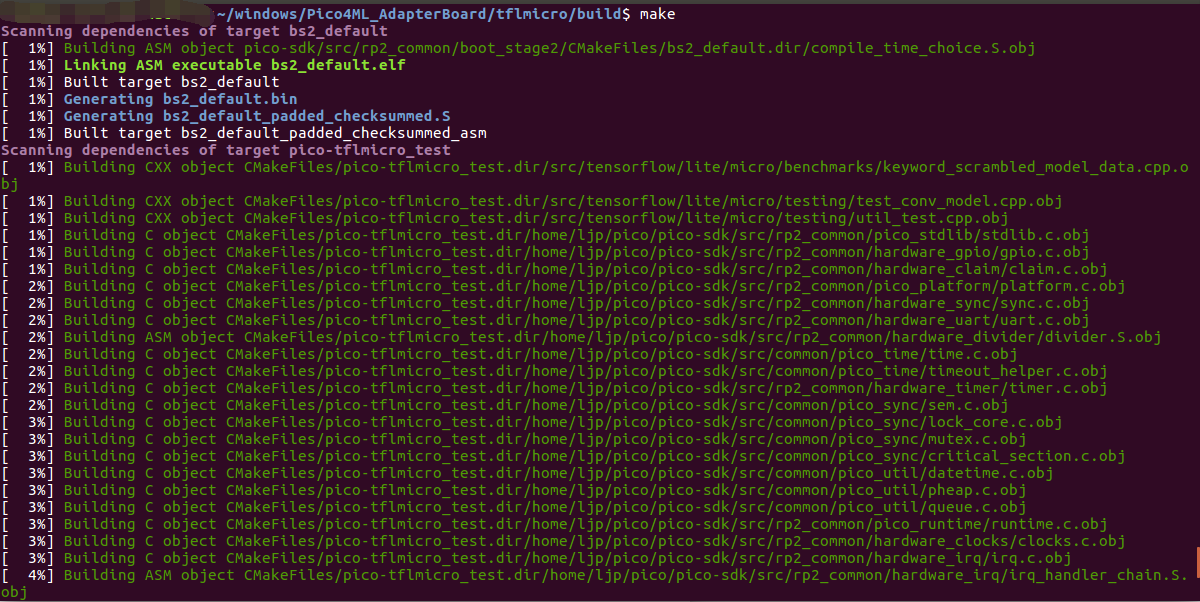 ~/windows/Pico4ML_AdapterBoard/tflmicro/build$ make
Scanning dependencies of target bs2_default
[  1%] Building ASM object pico-sdk/src/rp2_common/boot_stage2/CMakeFiles/bs2_default.dir/compile_time_choice.S.obj
[  1%] Linking ASM executable bs2_default.elf
[  1%] Built target bs2_default
[  1%] Generating bs2_default.bin
[  1%] Generating bs2_default_padded_checksummed.S
[  1%] Built target bs2_default_padded_checksummed_asm
Scanning dependencies of target pico-tflmicro_test
[  1%] Building CXX object CMakeFiles/pico-tflmicro_test.dir/src/tensorflow/lite/micro/benchmarks/keyword_scrambled_model_data.cpp.o
bj
[  1%] Building CXX object CMakeFiles/pico-tflmicro_test.dir/src/tensorflow/lite/micro/testing/test_conv_model.cpp.obj
[  1%] Building CXX object CMakeFiles/pico-tflmicro_test.dir/src/tensorflow/lite/micro/testing/util_test.cpp.obj
[  1%] Building C object CMakeFiles/pico-tflmicro_test.dir/home/ljp/pico/pico-sdk/src/rp2_common/pico_stdlib/stdlib.c.obj
[  1%] Building C object CMakeFiles/pico-tflmicro_test.dir/home/ljp/pico/pico-sdk/src/rp2_common/hardware_gpio/gpio.c.obj
[  1%] Building C object CMakeFiles/pico-tflmicro_test.dir/home/ljp/pico/pico-sdk/src/rp2_common/hardware_claim/claim.c.obj
[  2%] Building C object CMakeFiles/pico-tflmicro_test.dir/home/ljp/pico/pico-sdk/src/rp2_common/pico_platform/platform.c.obj
[  2%] Building C object CMakeFiles/pico-tflmicro_test.dir/home/ljp/pico/pico-sdk/src/rp2_common/hardware_sync/sync.c.obj
[  2%] Building C object CMakeFiles/pico-tflmicro_test.dir/home/ljp/pico/pico-sdk/src/rp2_common/hardware_uart/uart.c.obj
[  2%] Building ASM object CMakeFiles/pico-tflmicro_test.dir/home/ljp/pico/pico-sdk/src/rp2_common/hardware_divider/divider.S.obj
[  2%] Building C object CMakeFiles/pico-tflmicro_test.dir/home/ljp/pico/pico-sdk/src/common/pico_time/time.c.obj
[  2%] Building C object CMakeFiles/pico-tflmicro_test.dir/home/ljp/pico/pico-sdk/src/common/pico_time/timeout_helper.c.obj
[  2%] Building C object CMakeFiles/pico-tflmicro_test.dir/home/ljp/pico/pico-sdk/src/rp2_common/hardware_timer/timer.c.obj
[  2%] Building C object CMakeFiles/pico-tflmicro_test.dir/home/ljp/pico/pico-sdk/src/common/pico_sync/sem.c.obj
[  3%] Building C object CMakeFiles/pico-tflmicro_test.dir/home/ljp/pico/pico-sdk/src/common/pico_sync/lock_core.c.obj
[  3%] Building C object CMakeFiles/pico-tflmicro_test.dir/home/ljp/pico/pico-sdk/src/common/pico_sync/mutex.c.obj
[  3%] Building C object CMakeFiles/pico-tflmicro_test.dir/home/ljp/pico/pico-sdk/src/common/pico_sync/critical_section.c.obj
[  3%] Building C object CMakeFiles/pico-tflmicro_test.dir/home/ljp/pico/pico-sdk/src/common/pico_util/datetime.c.obj
[  3%] Building C object CMakeFiles/pico-tflmicro_test.dir/home/ljp/pico/pico-sdk/src/common/pico_util/pheap.c.obj
[  3%] Building C object CMakeFiles/pico-tflmicro_test.dir/home/ljp/pico/pico-sdk/src/common/pico_util/queue.c.obj
[  3%] Building C object CMakeFiles/pico-tflmicro_test.dir/home/ljp/pico/pico-sdk/src/rp2_common/pico_runtime/runtime.c.obj
[  3%] Building C object CMakeFiles/pico-tflmicro_test.dir/home/ljp/pico/pico-sdk/src/rp2_common/hardware_clocks/clocks.c.obj
[  3%] Building C object CMakeFiles/pico-tflmicro_test.dir/home/ljp/pico/pico-sdk/src/rp2_common/hardware_irq/irq.c.obj
[  4%] Building ASM object CMakeFiles/pico-tflmicro_test.dir/home/ljp/pico/pico-sdk/src/rp2_common/hardware_irq/irq_handler_chain.S.
obj